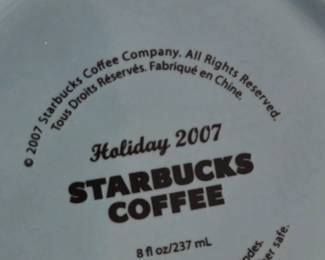 © 2007 Starbucks Coffee Company. All Rights Reserved.
Tous Droits Réservés. Fabriqué en Chine.
Holiday 2007
STARBUCKS
COFFEE
8 fl oz/237 mL
safe.